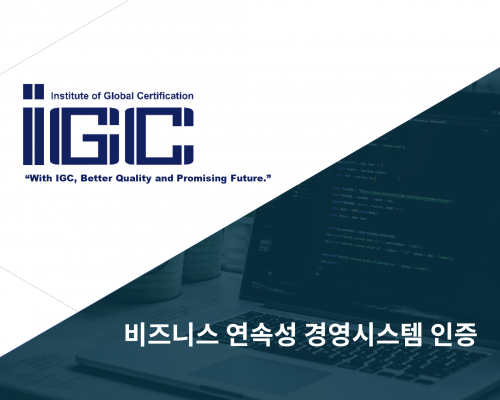 Institute of Global Certification
iGC
“With IGC, Better Quality and Promising Future.”
비즈니스 연속성 경영시스템 인증